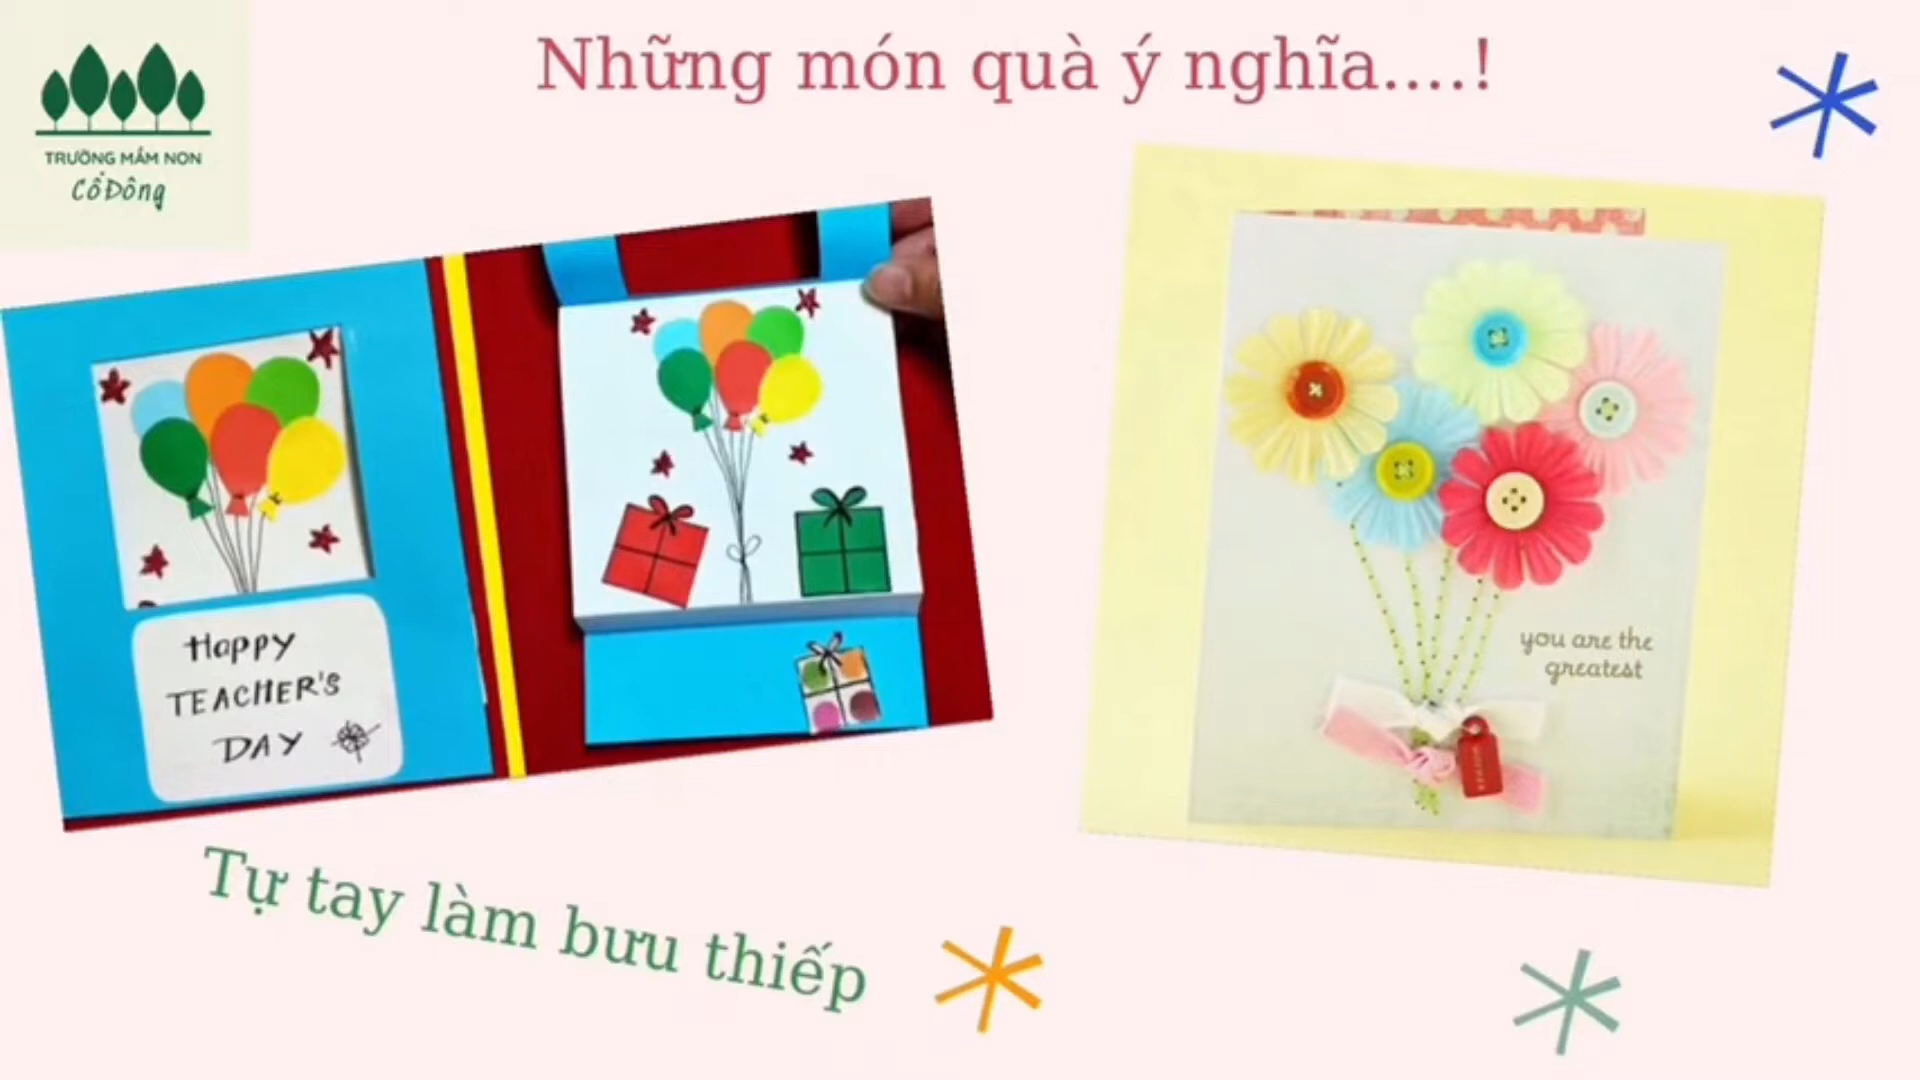 Những món quà ý nghĩa....!
TRƯỜNG MẦM NON
Cổ Đông
Happy
TEACHER'S
DAY
you are the
greatest
Tự tay làm bưu thiếp